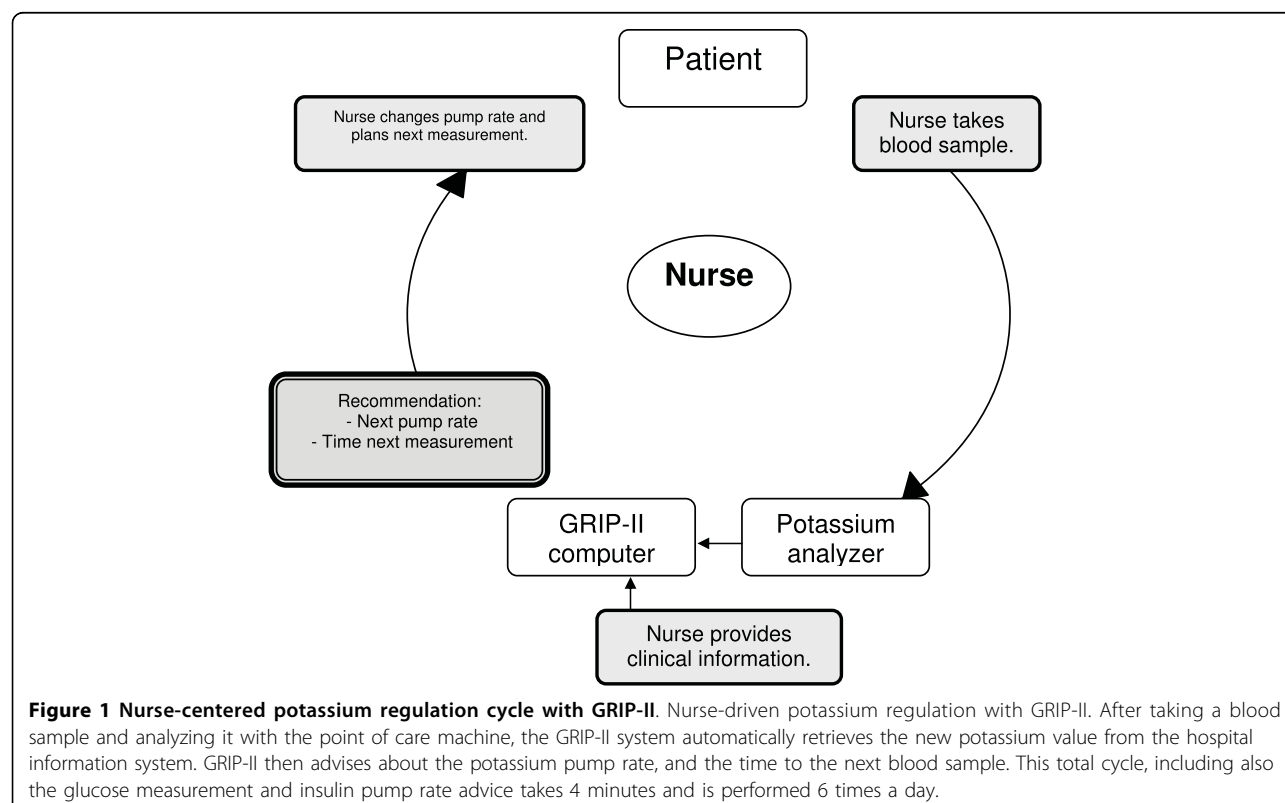 Patient
Nurse changes pump rate and
plans next measurement.
Nurse takes
blood sample.
Nurse
Recommendation:
- Next pump rate
- Time next measurement
GRIP-II
computer
Potassium
analyzer
Nurse provides
clinical information.
Figure 1 Nurse-centered potassium regulation cycle with GRIP-II. Nurse-driven potassium regulation with GRIP-II. After taking a blood
sample and analyzing it with the point of care machine, the GRIP-II system automatically retrieves the new potassium value from the hospital
information system. GRIP-II then advises about the potassium pump rate, and the time to the next blood sample. This total cycle, including also
the glucose measurement and insulin pump rate advice takes 4 minutes and is performed 6 times a day.